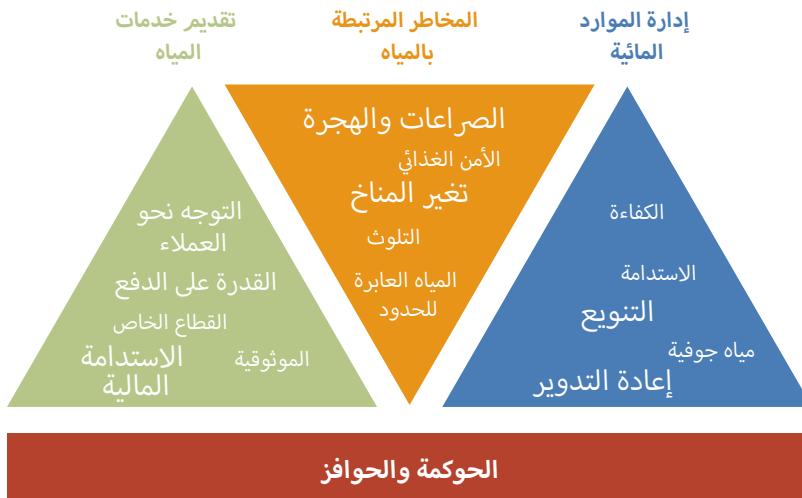 إدارة الموارد
المائية
المخاطر المرتبطة
بالمياه
تقديم خدمات
المياه
الكفاءة
الاستدامة
التنويع
مياه جوفية
إعادة التدوير
الصراعات والهجرة
الأمن الغذائي
تغير المناخ
التلوث
المياه العابرة
للحدود
التوجه نحو
العملاء
القدرة على الدفع
القطاع الخاص
الموثوقية
الاستدامة
المالية
الحوكمة والحوافز